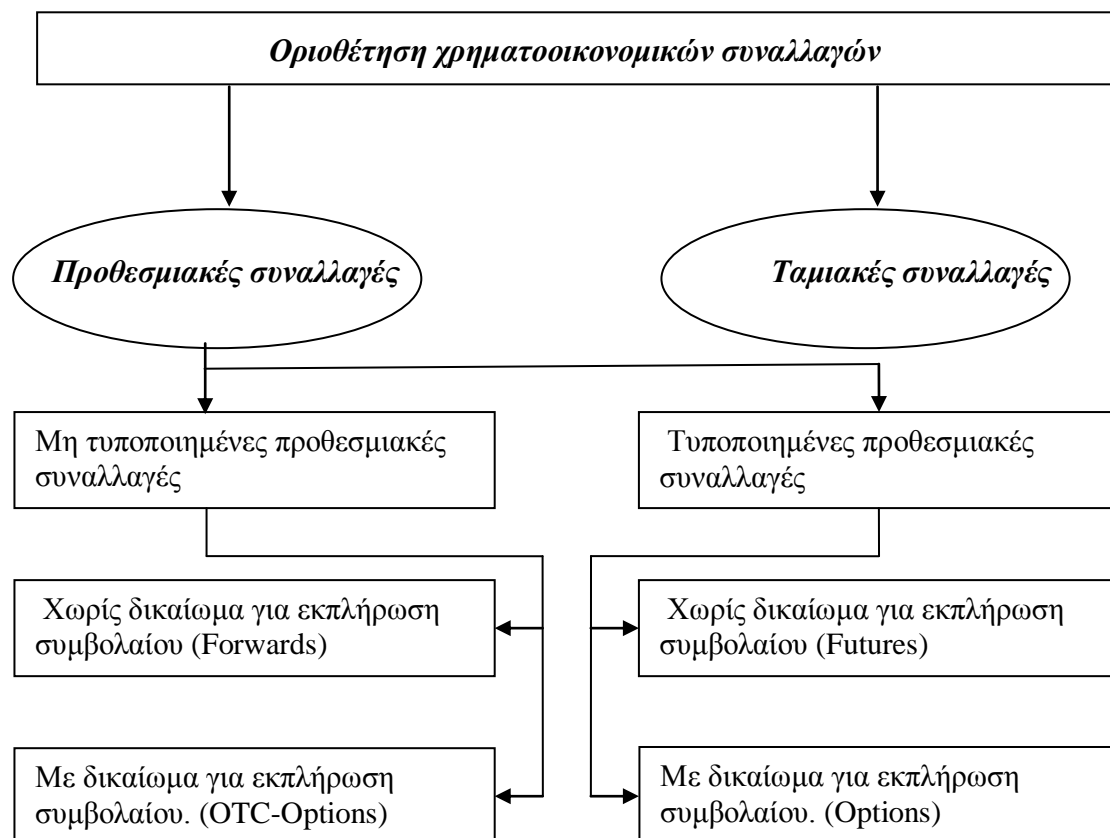 Οριοθέτηση χρηματοοικονομικών συναλλαγών
Προθεσμιακές συναλλαγές
Ταμιακές συναλλαγές
Μη τυποποιημένες προθεσμιακές
συναλλαγές
Τυποποιημένες προθεσμιακές
συναλλαγές
Χωρίς δικαίωμα για εκπλήρωση
συμβολαίου (Forwards)
Χωρίς δικαίωμα για εκπλήρωση
συμβολαίου (Futures)
Με δικαίωμα για εκπλήρωση
συμβολαίου. (OTC-Options)
Με δικαίωμα για εκπλήρωση
συμβολαίου. (Options)